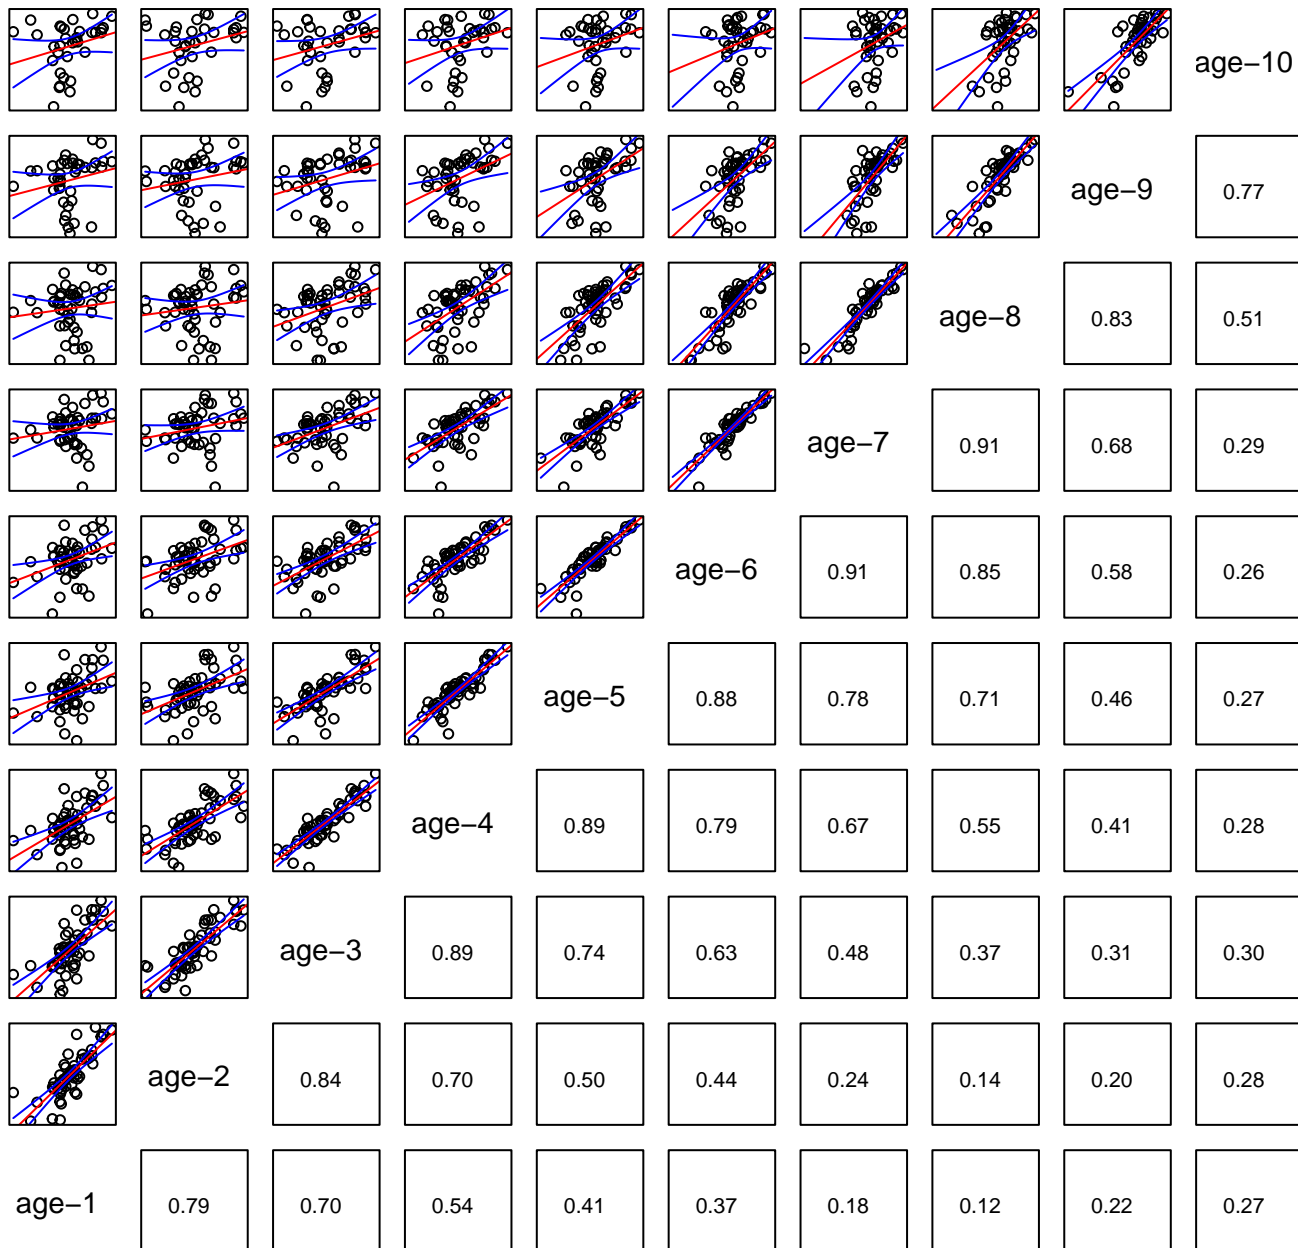 age−10
age−9 0.77
age−8 0.83 0.51
age−7 0.91 0.68 0.29
age−6 0.91 0.85 0.58 0.26
age−5 0.88 0.78 0.71 0.46 0.27
age−4 0.89 0.79 0.67 0.55 0.41 0.28
age−3 0.89 0.74 0.63 0.48 0.37 0.31 0.30
age−2 0.84 0.70 0.50 0.44 0.24 0.14 0.20 0.28
age−1 0.79 0.70 0.54 0.41 0.37 0.18 0.12 0.22 0.27